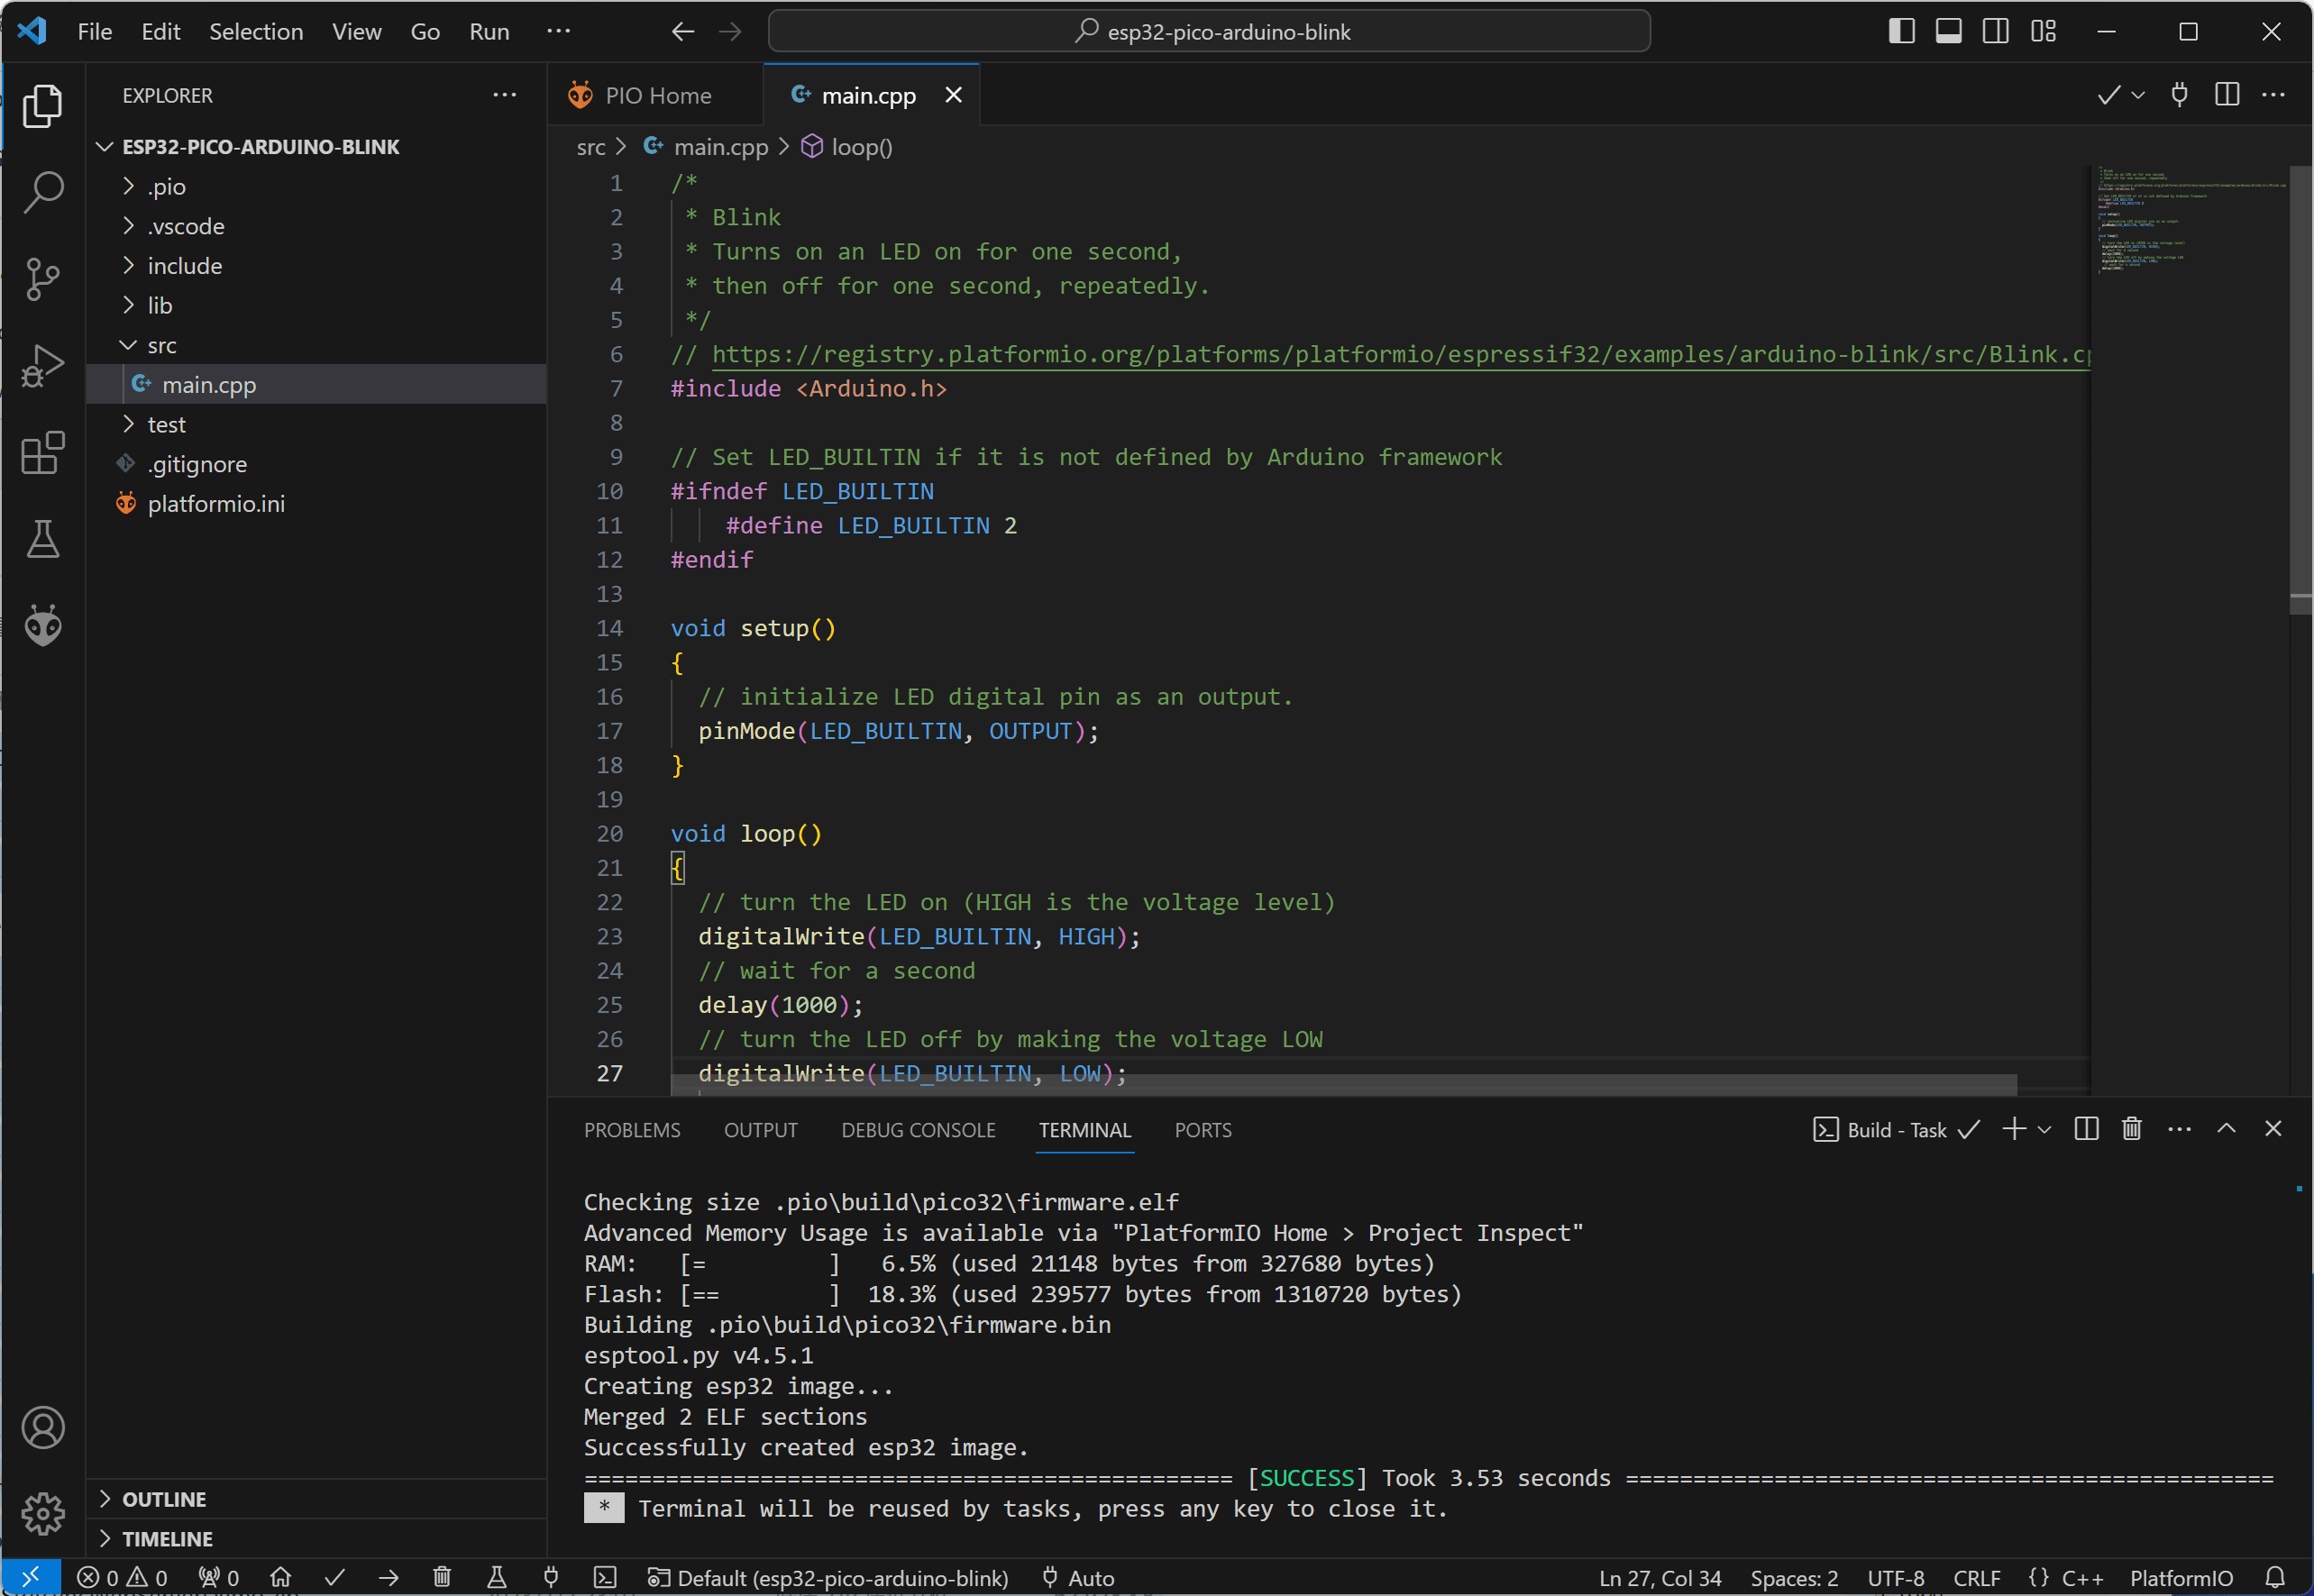 File Edit Selection View Go Run ··· esp32-pico-arduino-blink
EXPLORER ···
ESP32-PICO-ARDUINO-BLINK
.pio
.vscode
include
lib
src
main.cpp
test
.gitignore
platformio.ini
OUTLINE
TIMELINE
PIO Home main.cpp
src > main.cpp > loop()
1 /*
2 * Blink
3 * Turns on an LED on for one second,
4 * then off for one second, repeatedly.
5 */
6 // https://registry.platformio.org/platforms/platformio/espressif32/examples/arduino-blink/src/Blink.cp
7 #include <Arduino.h>
8
9 // Set LED_BUILTIN if it is not defined by Arduino framework
10 #ifndef LED_BUILTIN
11 #define LED_BUILTIN 2
12 #endif
13
14 void setup()
15 {
16 // initialize LED digital pin as an output.
17 pinMode(LED_BUILTIN, OUTPUT);
18 }
19
20 void loop()
21 {
22 // turn the LED on (HIGH is the voltage level)
23 digitalWrite(LED_BUILTIN, HIGH);
24 // wait for a second
25 delay(1000);
26 // turn the LED off by making the voltage LOW
27 digitalWrite(LED_BUILTIN, LOW);
PROBLEMS OUTPUT DEBUG CONSOLE TERMINAL PORTS Build - Task
Checking size .pio\build\pico32\firmware.elf
Advanced Memory Usage is available via "PlatformIO Home > Project Inspect"
RAM:   [=         ]   6.5% (used 21148 bytes from 327680 bytes)
Flash: [==        ]  18.3% (used 239577 bytes from 1310720 bytes)
Building .pio\build\pico32\firmware.bin
esptool.py v4.5.1
Creating esp32 image...
Merged 2 ELF sections
Successfully created esp32 image.
================================================ [SUCCESS] Took 3.53 seconds ================================================
* Terminal will be reused by tasks, press any key to close it.
0 0 0 Default (esp32-pico-arduino-blink) Auto Ln 27, Col 34 Spaces: 2 UTF-8 CRLF {} C++ PlatformIO